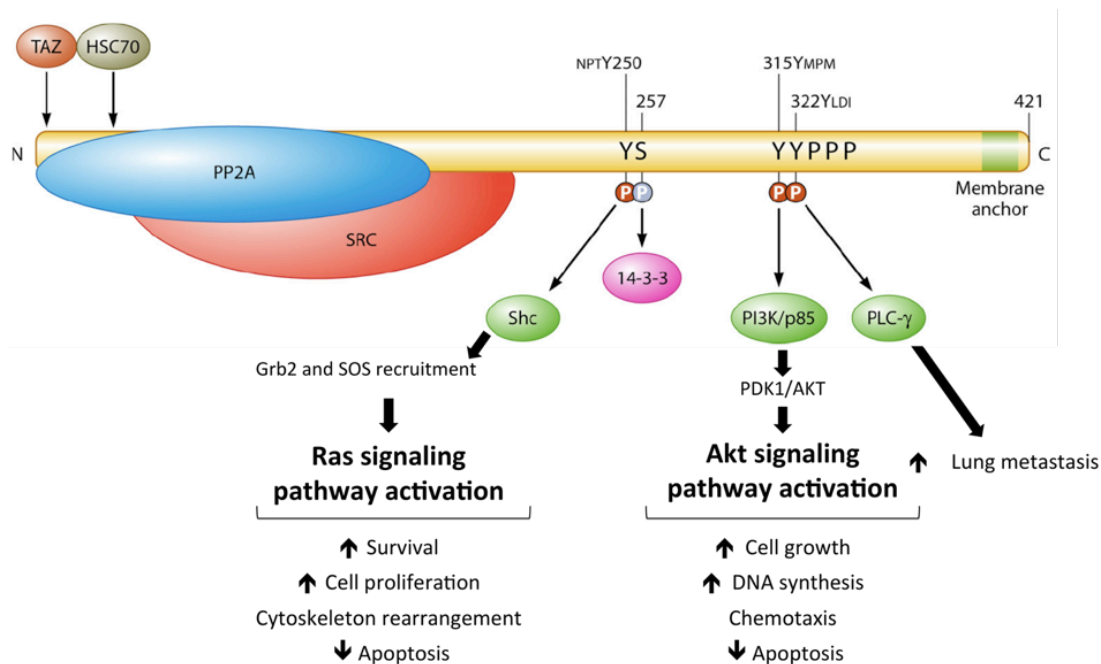 TAZ HSC70
NPTY250 315YMPM
257 322YLDI 421
N YS YYPPP C
PP2A
P P P P
Membrane
anchor
SRC
14-3-3
Shc PI3K/p85 PLC-γ
Grb2 and SOS recruitment
PDK1/AKT
Ras signaling
pathway activation
Akt signaling
pathway activation
Lung metastasis
Survival
Cell proliferation
Cytoskeleton rearrangement
Apoptosis
Cell growth
DNA synthesis
Chemotaxis
Apoptosis